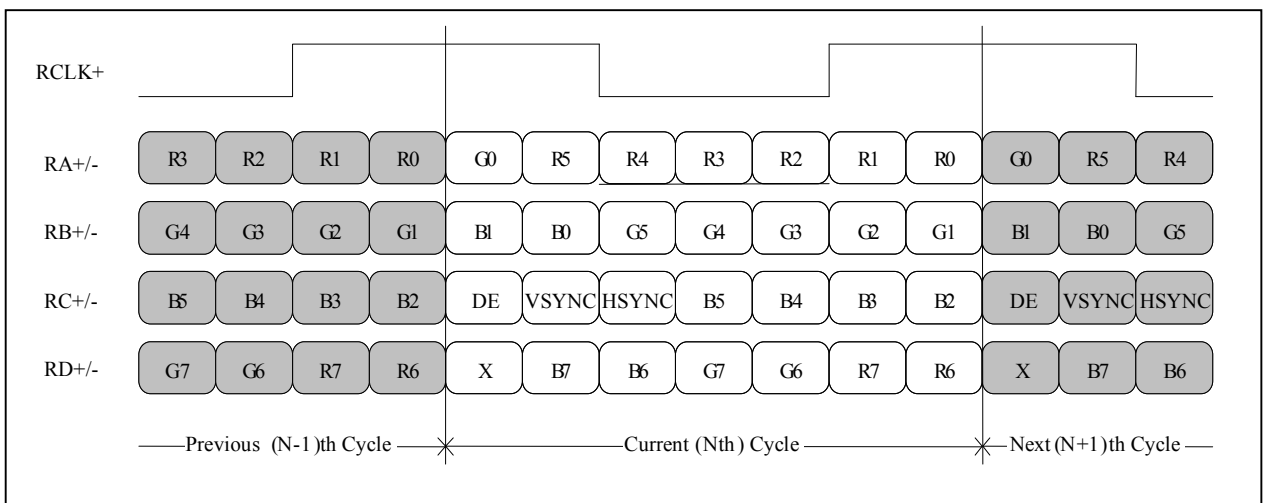 RCLK+
RA+/- R3 R2 R1 R0 G0 R5 R4 R3 R2 R1 R0 G0 R5 R4
RB+/- G4 G3 G2 G1 B1 B0 G5 G4 G3 G2 G1 B1 B0 G5
RC+/- B5 B4 B3 B2 DE VSYNC HSYNC B5 B4 B3 B2 DE VSYNC HSYNC
RD+/- G7 G6 R7 R6 X B7 B6 G7 G6 R7 R6 X B7 B6
Previous (N-1)th Cycle Current (Nth) Cycle Next (N+1)th Cycle